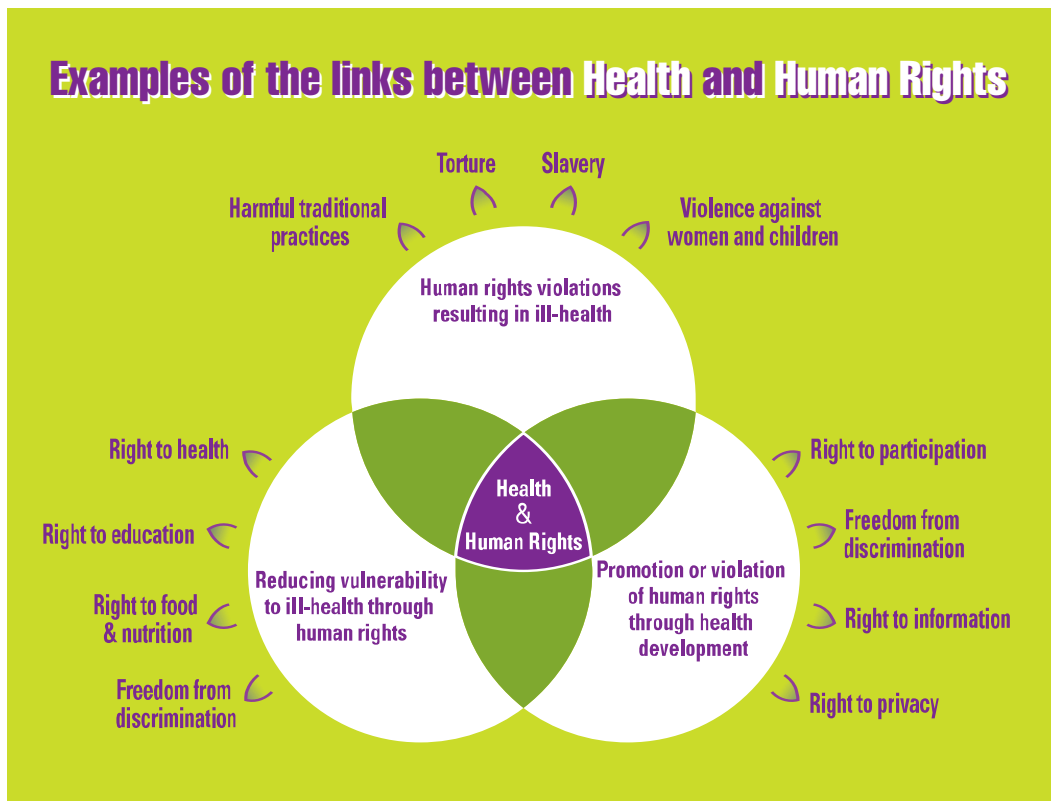 Examples of the links between Health and Human Rights
Torture
Slavery
Harmful traditional
practices
Violence against
women and children
Human rights violations
resulting in ill-health
Right to health
Right to education
Right to food
& nutrition
Freedom from
discrimination
Reducing vulnerability
to ill-health through
human rights
Health
&
Human Rights
Promotion or violation
of human rights
through health
development
Right to participation
Freedom from
discrimination
Right to information
Right to privacy